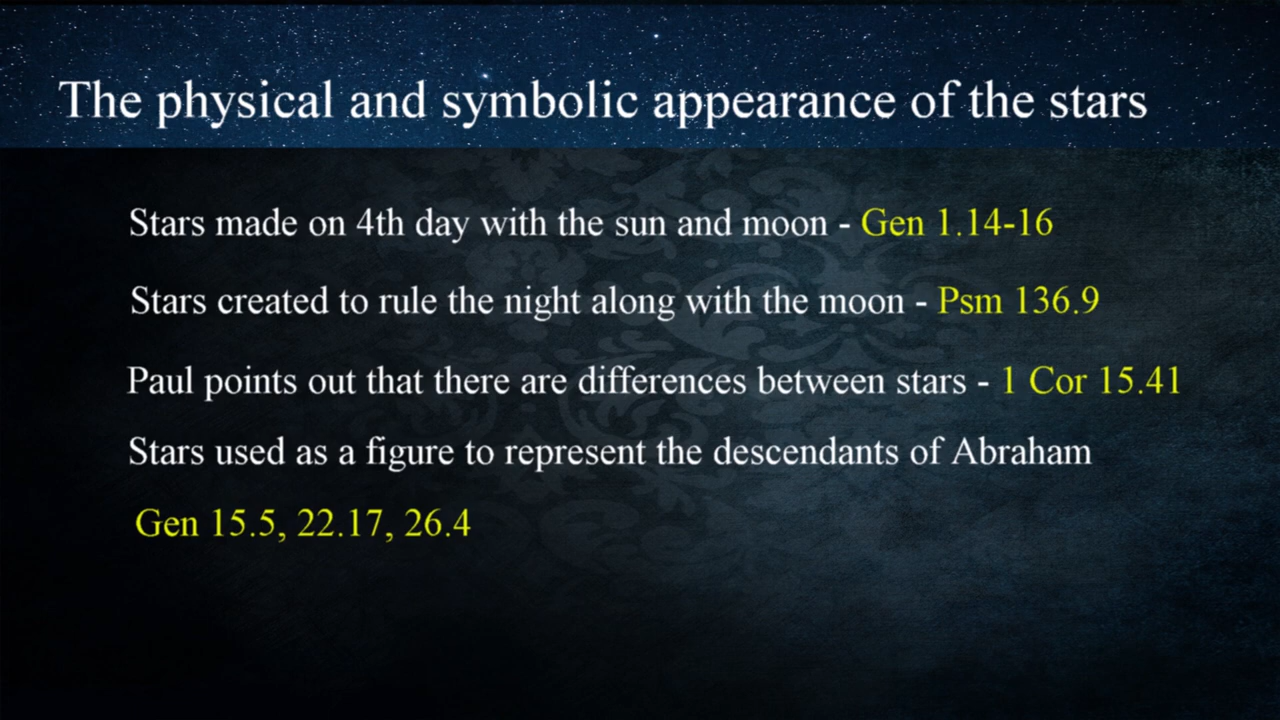 The physical and symbolic appearance of the stars
Stars made on 4th day with the sun and moon - Gen 1.14-16
Stars created to rule the night along with the moon - Psm 136.9
Paul points out that there are differences between stars - 1 Cor 15.41
Stars used as a figure to represent the descendants of Abraham
Gen 15.5, 22.17, 26.4